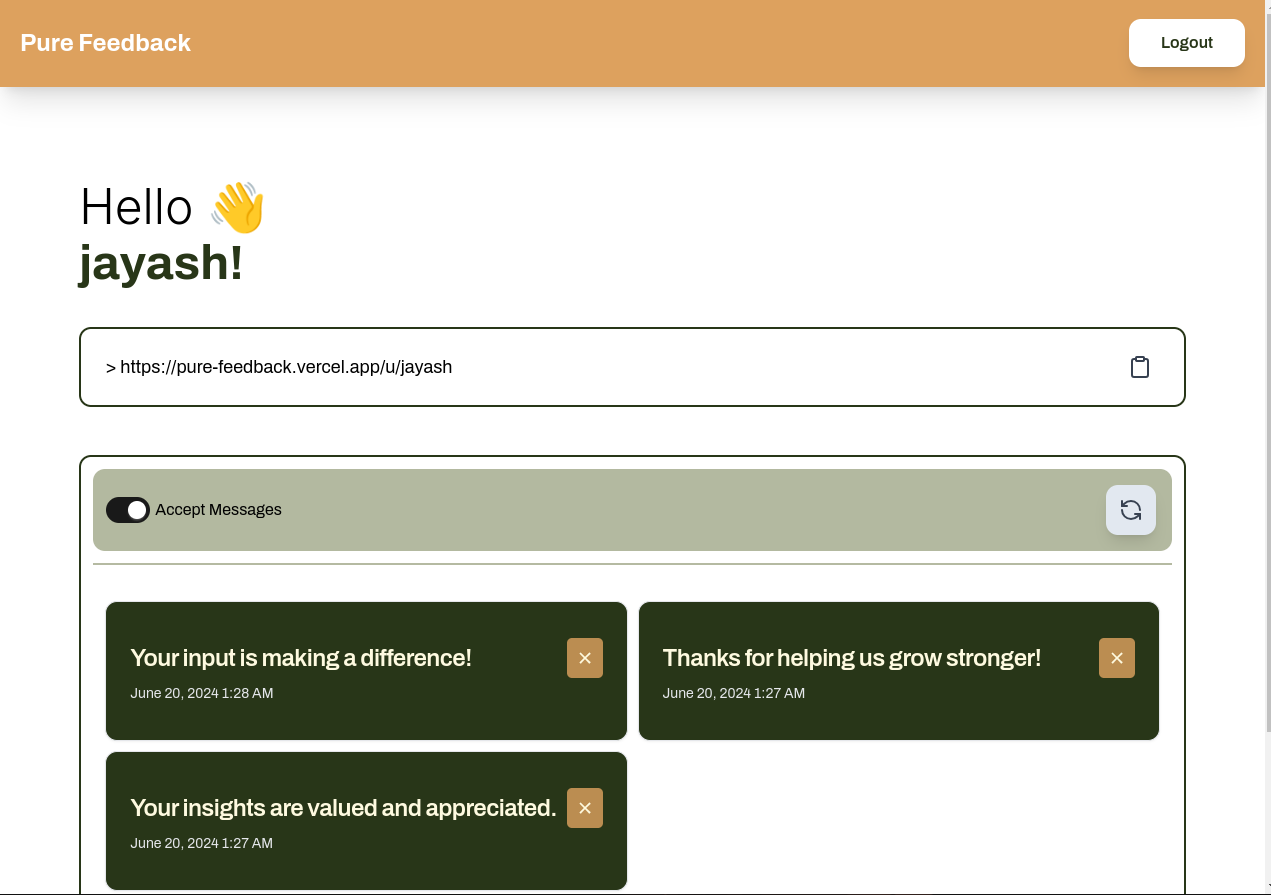 Pure Feedback
Logout
Hello 👋
jayash!
> https://pure-feedback.vercel.app/u/jayash
Accept Messages
Your input is making a difference!
June 20, 2024 1:28 AM
Thanks for helping us grow stronger!
June 20, 2024 1:27 AM
Your insights are valued and appreciated.
June 20, 2024 1:27 AM